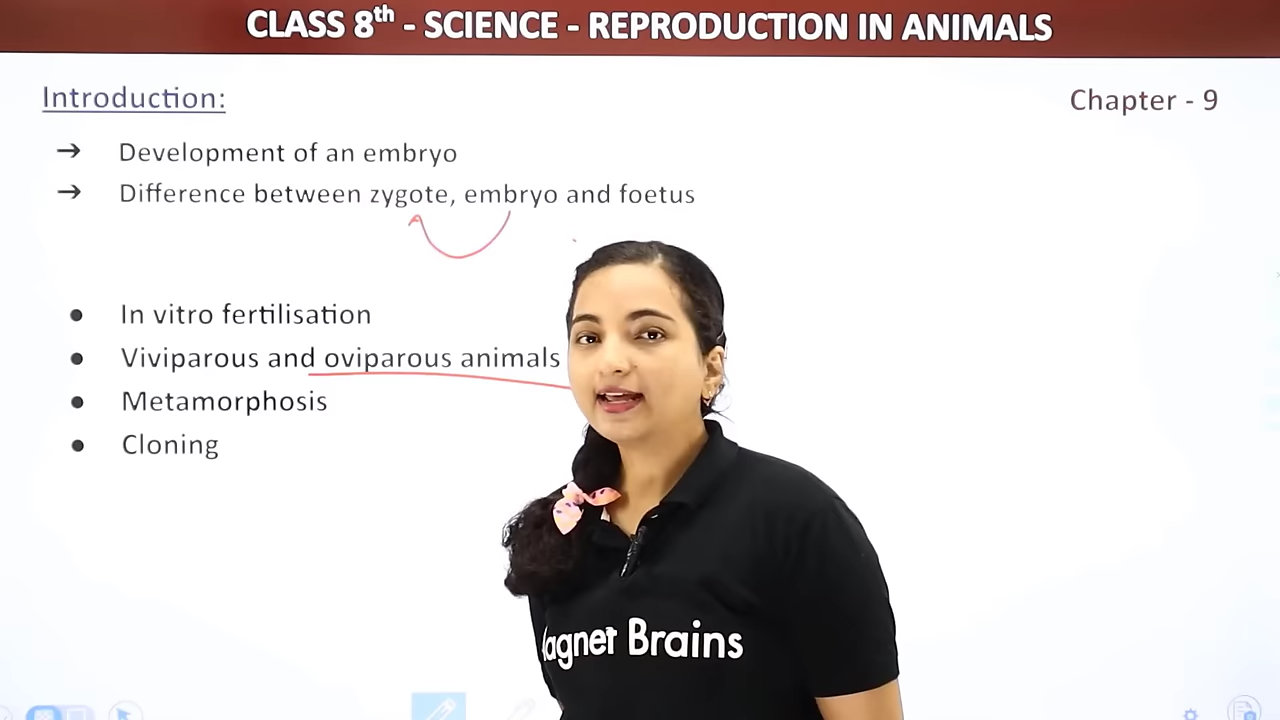 CLASS 8th - SCIENCE - REPRODUCTION IN ANIMALS
Introduction:
Chapter - 9
→ Development of an embryo
→ Difference between zygote, embryo and foetus
● In vitro fertilisation
● Viviparous and oviparous animals
● Metamorphosis
● Cloning
agnet Brains